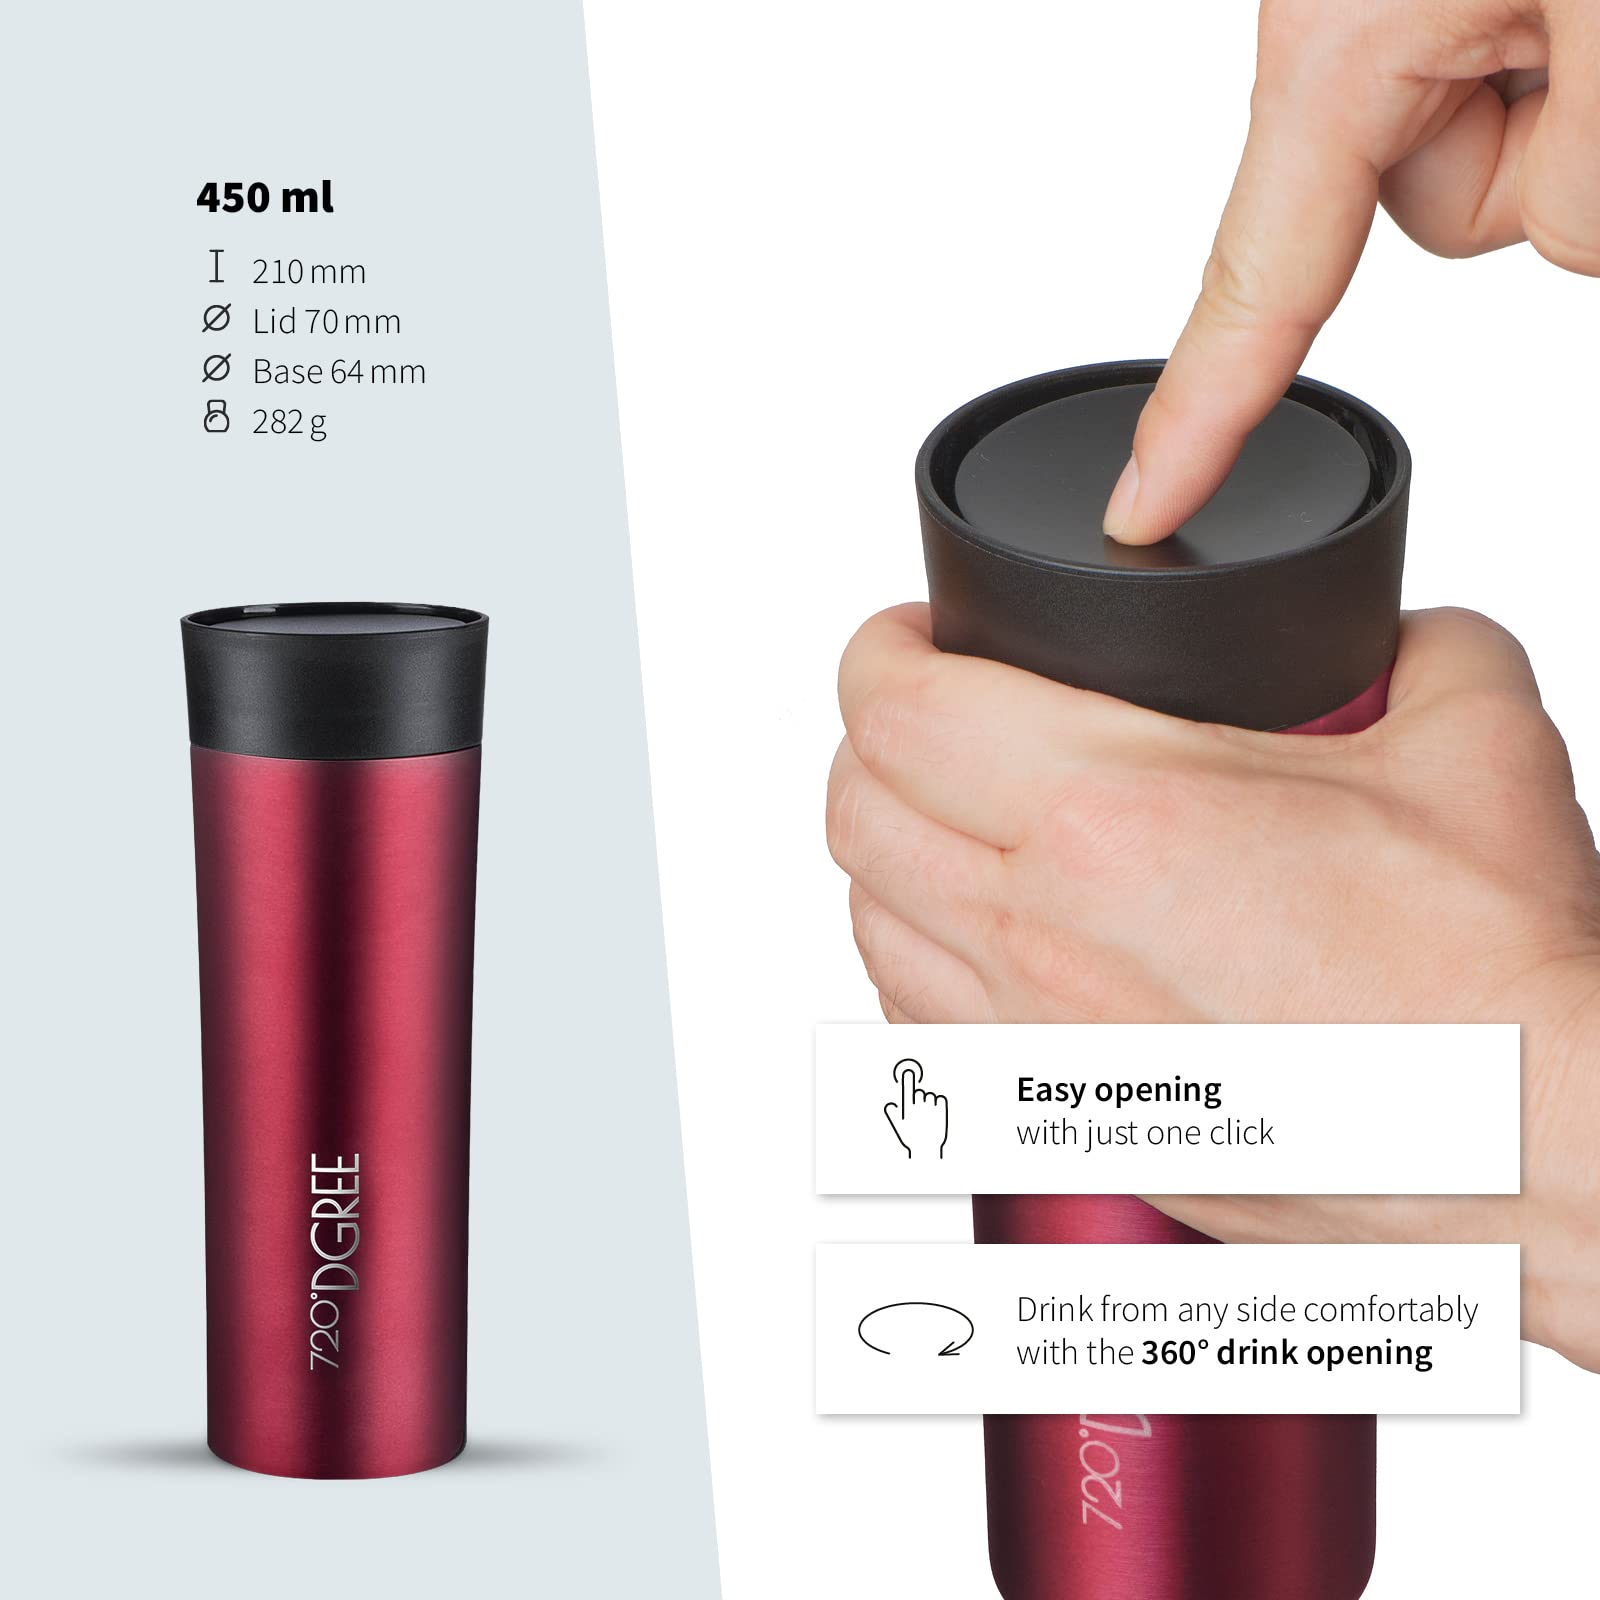 450 ml
210 mm
Lid 70 mm
Base 64 mm
282 g
720°DGREE
Easy opening
with just one click
Drink from any side comfortably
with the 360° drink opening
720°D